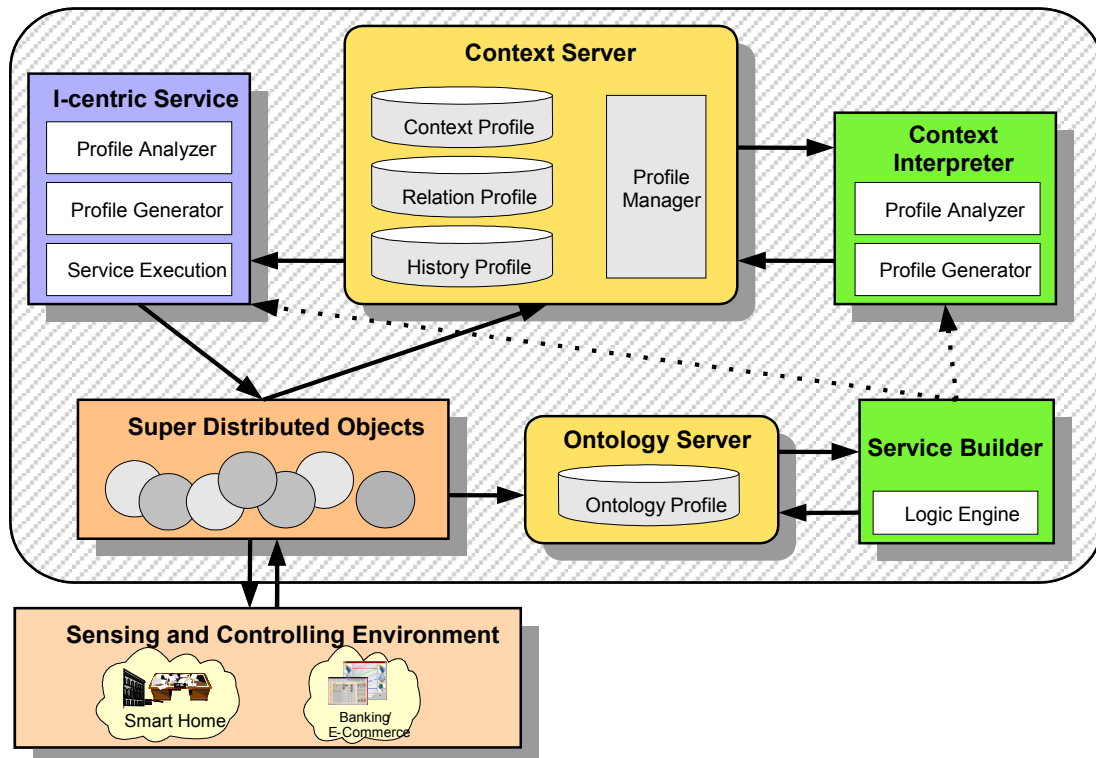 Context Server
Context Profile
Relation Profile
History Profile
Profile
Manager
I-centric Service
Profile Analyzer
Profile Generator
Service Execution
Context
Interpreter
Profile Analyzer
Profile Generator
Super Distributed Objects
Ontology Server
Ontology Profile
Service Builder
Logic Engine
Sensing and Controlling Environment
Smart Home
Banking/
E-Commerce